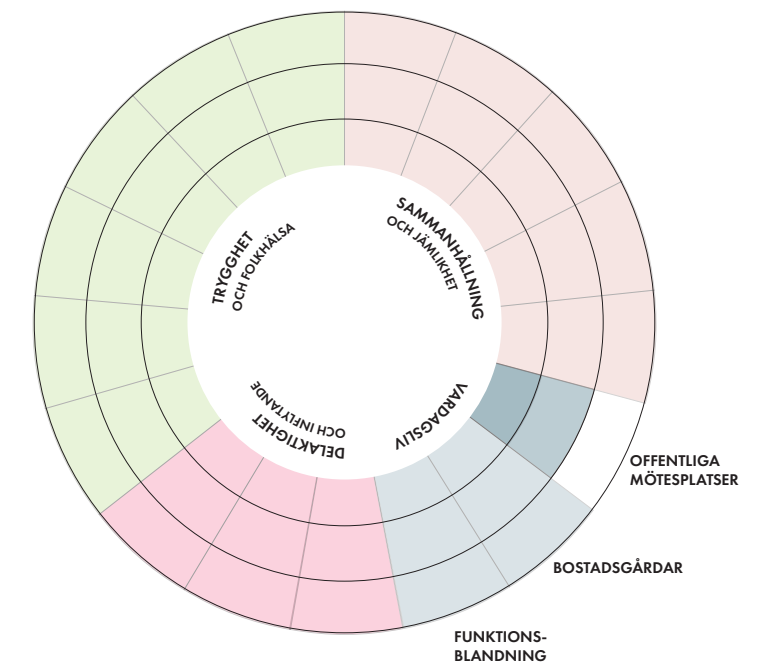 TRYGGHET
OCH FOLKHÄLSA
SAMMANHÅLLNING
OCH JÄMLIKHET
DELAKTIGHET
OCH INFLYTANDE
VARDAGSLIV
OFFENTLIGA
MÖTESPLATSER
BOSTADSGÅRDAR
FUNKTIONS-
BLANDNING